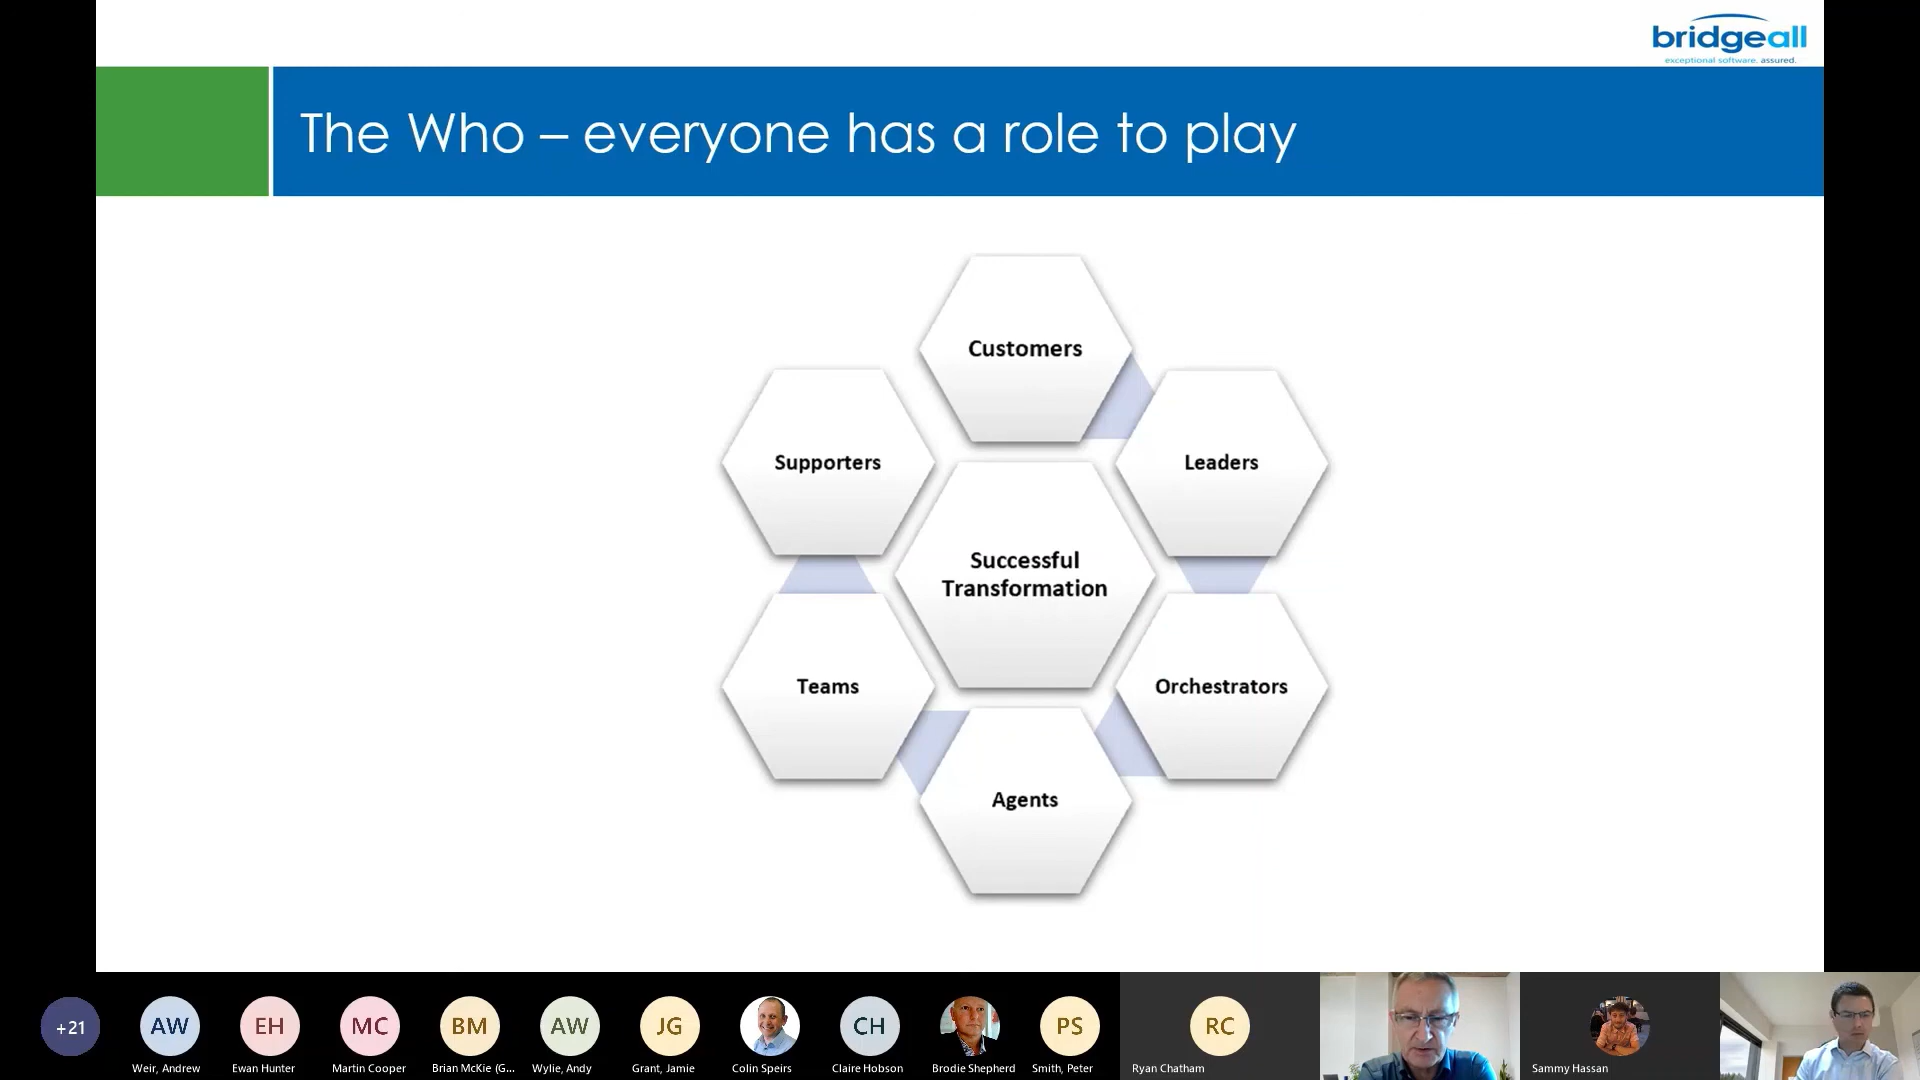 bridgeall
exceptional software. assured.
The Who – everyone has a role to play
Customers
Supporters
Leaders
Successful
Transformation
Teams
Orchestrators
Agents
+21
AW
EH
MC
BM
AW
JG
CH
PS
RC
Weir, Andrew
Ewan Hunter
Martin Cooper
Brian McKie (G...
Wylie, Andy
Grant, Jamie
Colin Speirs
Claire Hobson
Brodie Shepherd
Smith, Peter
Ryan Chatham
Sammy Hassan